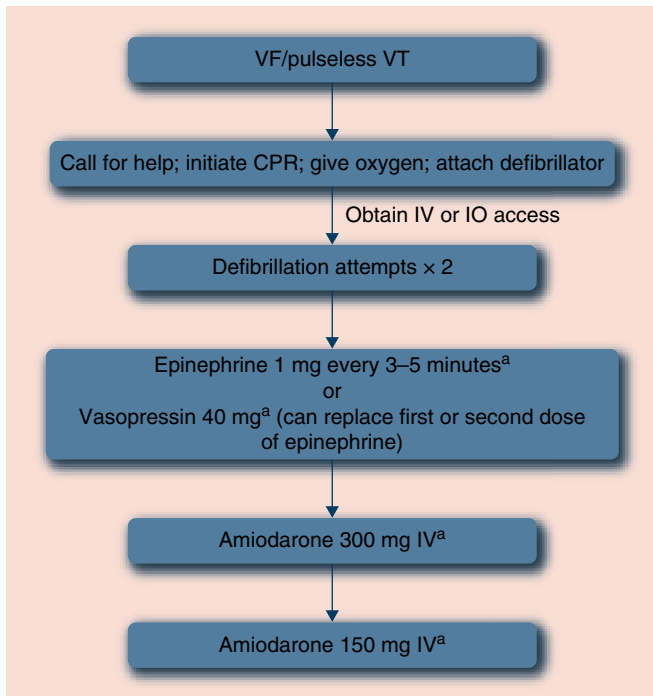 VF/pulseless VT
Call for help; initiate CPR; give oxygen; attach defibrillator
Obtain IV or IO access
Defibrillation attempts × 2
Epinephrine 1 mg every 3–5 minutesᵃ
or
Vasopressin 40 mgᵃ (can replace first or second dose
of epinephrine)
Amiodarone 300 mg IVᵃ
Amiodarone 150 mg IVᵃ